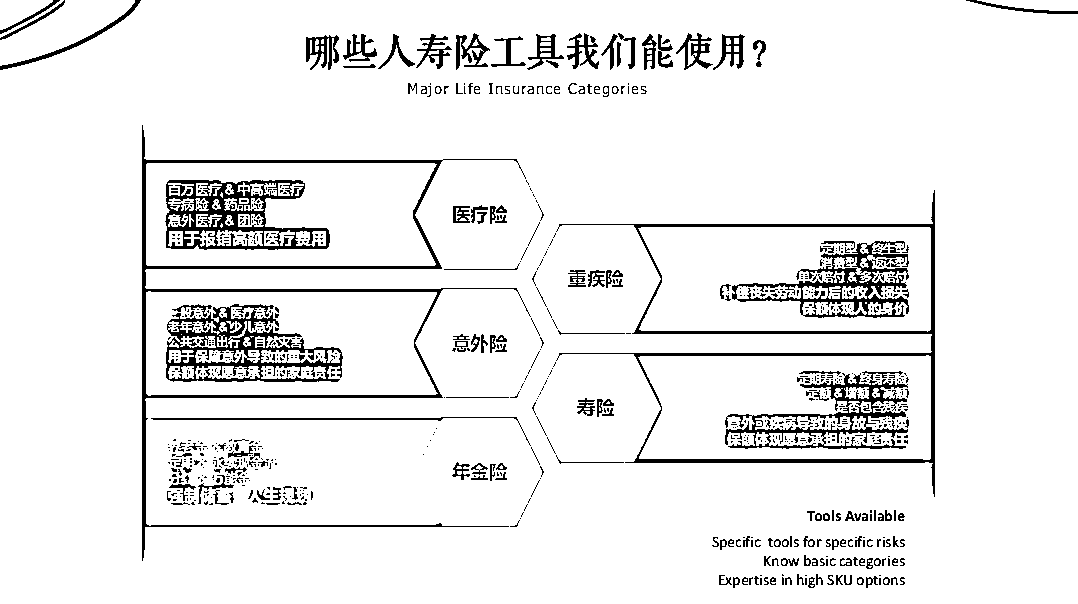 哪些人寿险工具我们能使用？
Major Life Insurance Categories
百万医疗 & 中高端医疗
专病险 & 药品险
意外医疗 & 团险
用于报销高额医疗费用
医疗险
重疾险
定期型 & 终生型
消费型 & 返还型
单次赔付 & 多次赔付
补偿丧失劳动能力后的收入损失
保额体现人的身价
一般意外 & 医疗意外
老年意外 & 少儿意外
公共交通出行 & 自然灾害
用于保障意外导致的重大风险
保额体现愿意承担的家庭责任
意外险
寿险
定期寿险 & 终身寿险
定额 & 增额 & 减额
是否包含残疾
意外或疾病导致的身故与残疾
保额体现愿意承担的家庭责任
强制储蓄 人生规划
年金险
Tools Available
Specific tools for specific risks
Know basic categories
Expertise in high SKU options